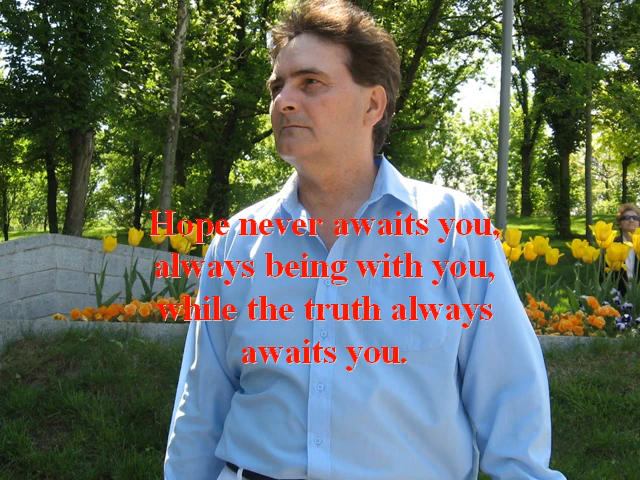 Hope never awaits you,
always being with you,
while the truth always
awaits you.